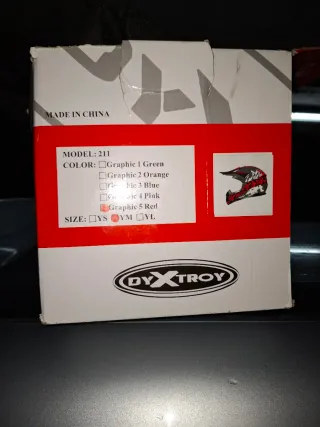 MADE IN CHINA
MODEL: 211
COLOR: Graphic 1 Green
Graphic 2 Orange
Graphic 3 Blue
Graphic 4 Pink
Graphic 5 Red
SIZE: YS YM YL
DYXTROY